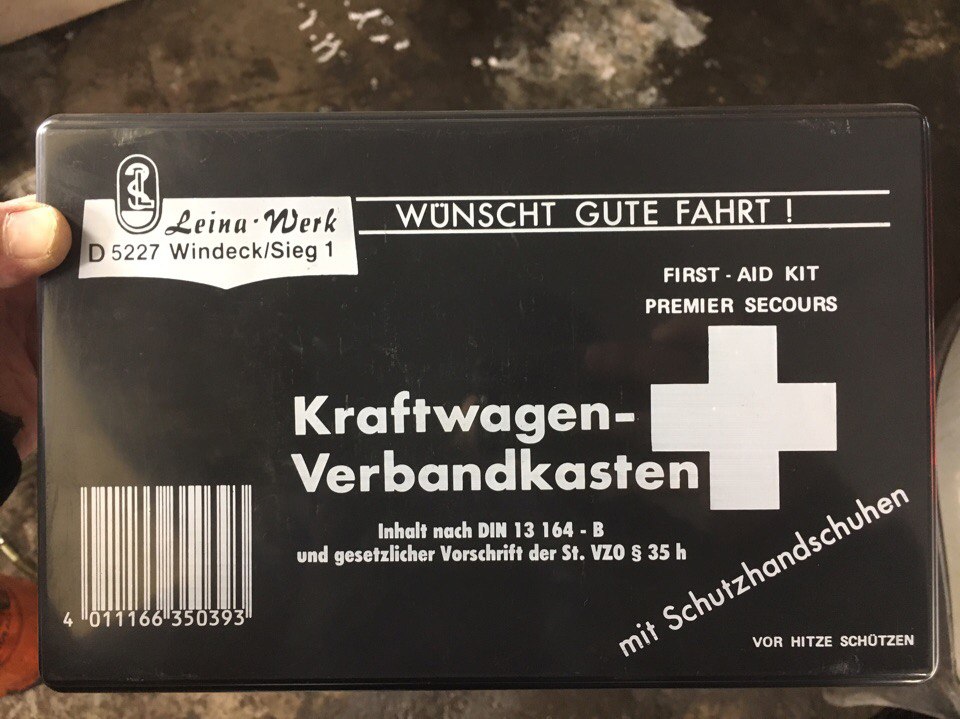 Leina-Werk
D 5227 Windeck/Sieg 1
WÜNSCHT GUTE FAHRT !
FIRST - AID KIT
PREMIER SECOURS
Kraftwagen-
Verbandkasten
Inhalt nach DIN 13 164 - B
und gesetzlicher Vorschrift der St. VZO § 35 h
mit Schutzhandschuhen
4 011166 350393
VOR HITZE SCHÜTZEN